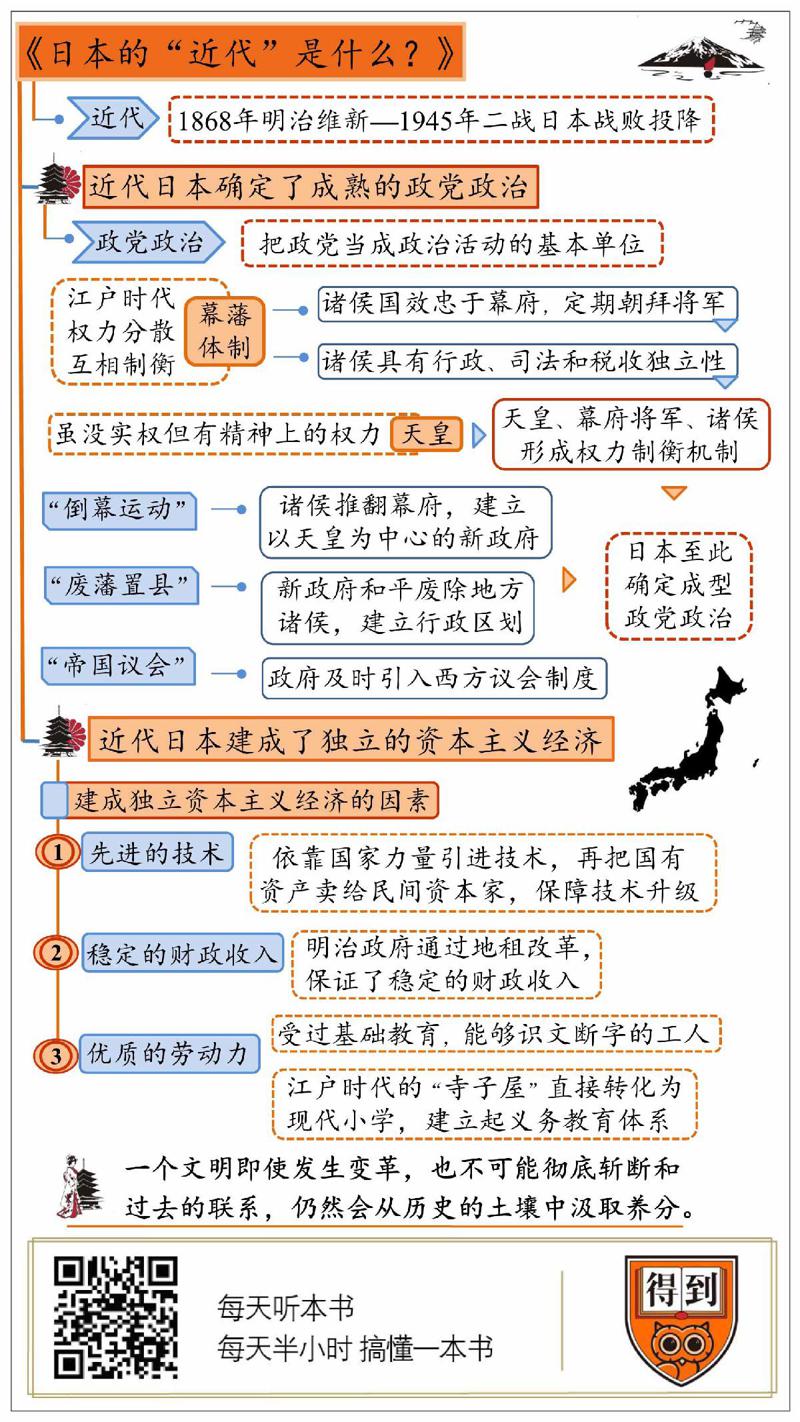 《日本的“近代”是什么？》
近代
1868年明治维新—1945年二战日本战败投降
近代日本确定了成熟的政党政治
政党政治
把政党当成政治活动的基本单位
江户时代
权力分散
互相制衡
幕藩
体制
诸侯国效忠于幕府，定期朝拜将军
诸侯具有行政、司法和税收独立性
虽没实权但有精神上的权力
天皇
天皇、幕府将军、诸侯
形成权力制衡机制
“倒幕运动”
诸侯推翻幕府，建立
以天皇为中心的新政府
“废藩置县”
新政府和平废除地方
诸侯，建立行政区划
“帝国议会”
政府及时引入西方议会制度
日本至此
确定成型
政党政治
近代日本建成了独立的资本主义经济
建成独立资本主义经济的因素
1
先进的技术
依靠国家力量引进技术，再把国有
资产卖给民间资本家，保障技术升级
2
稳定的财政收入
明治政府通过地租改革，
保证了稳定的财政收入
3
优质的劳动力
受过基础教育，能够识文断字的工人
江户时代的“寺子屋”直接转化为
现代小学，建立起义务教育体系
一个文明即使发生变革，也不可能彻底斩断和
过去的联系，仍然会从历史的土壤中汲取养分。
每天听本书
每天半小时 搞懂一本书
得到